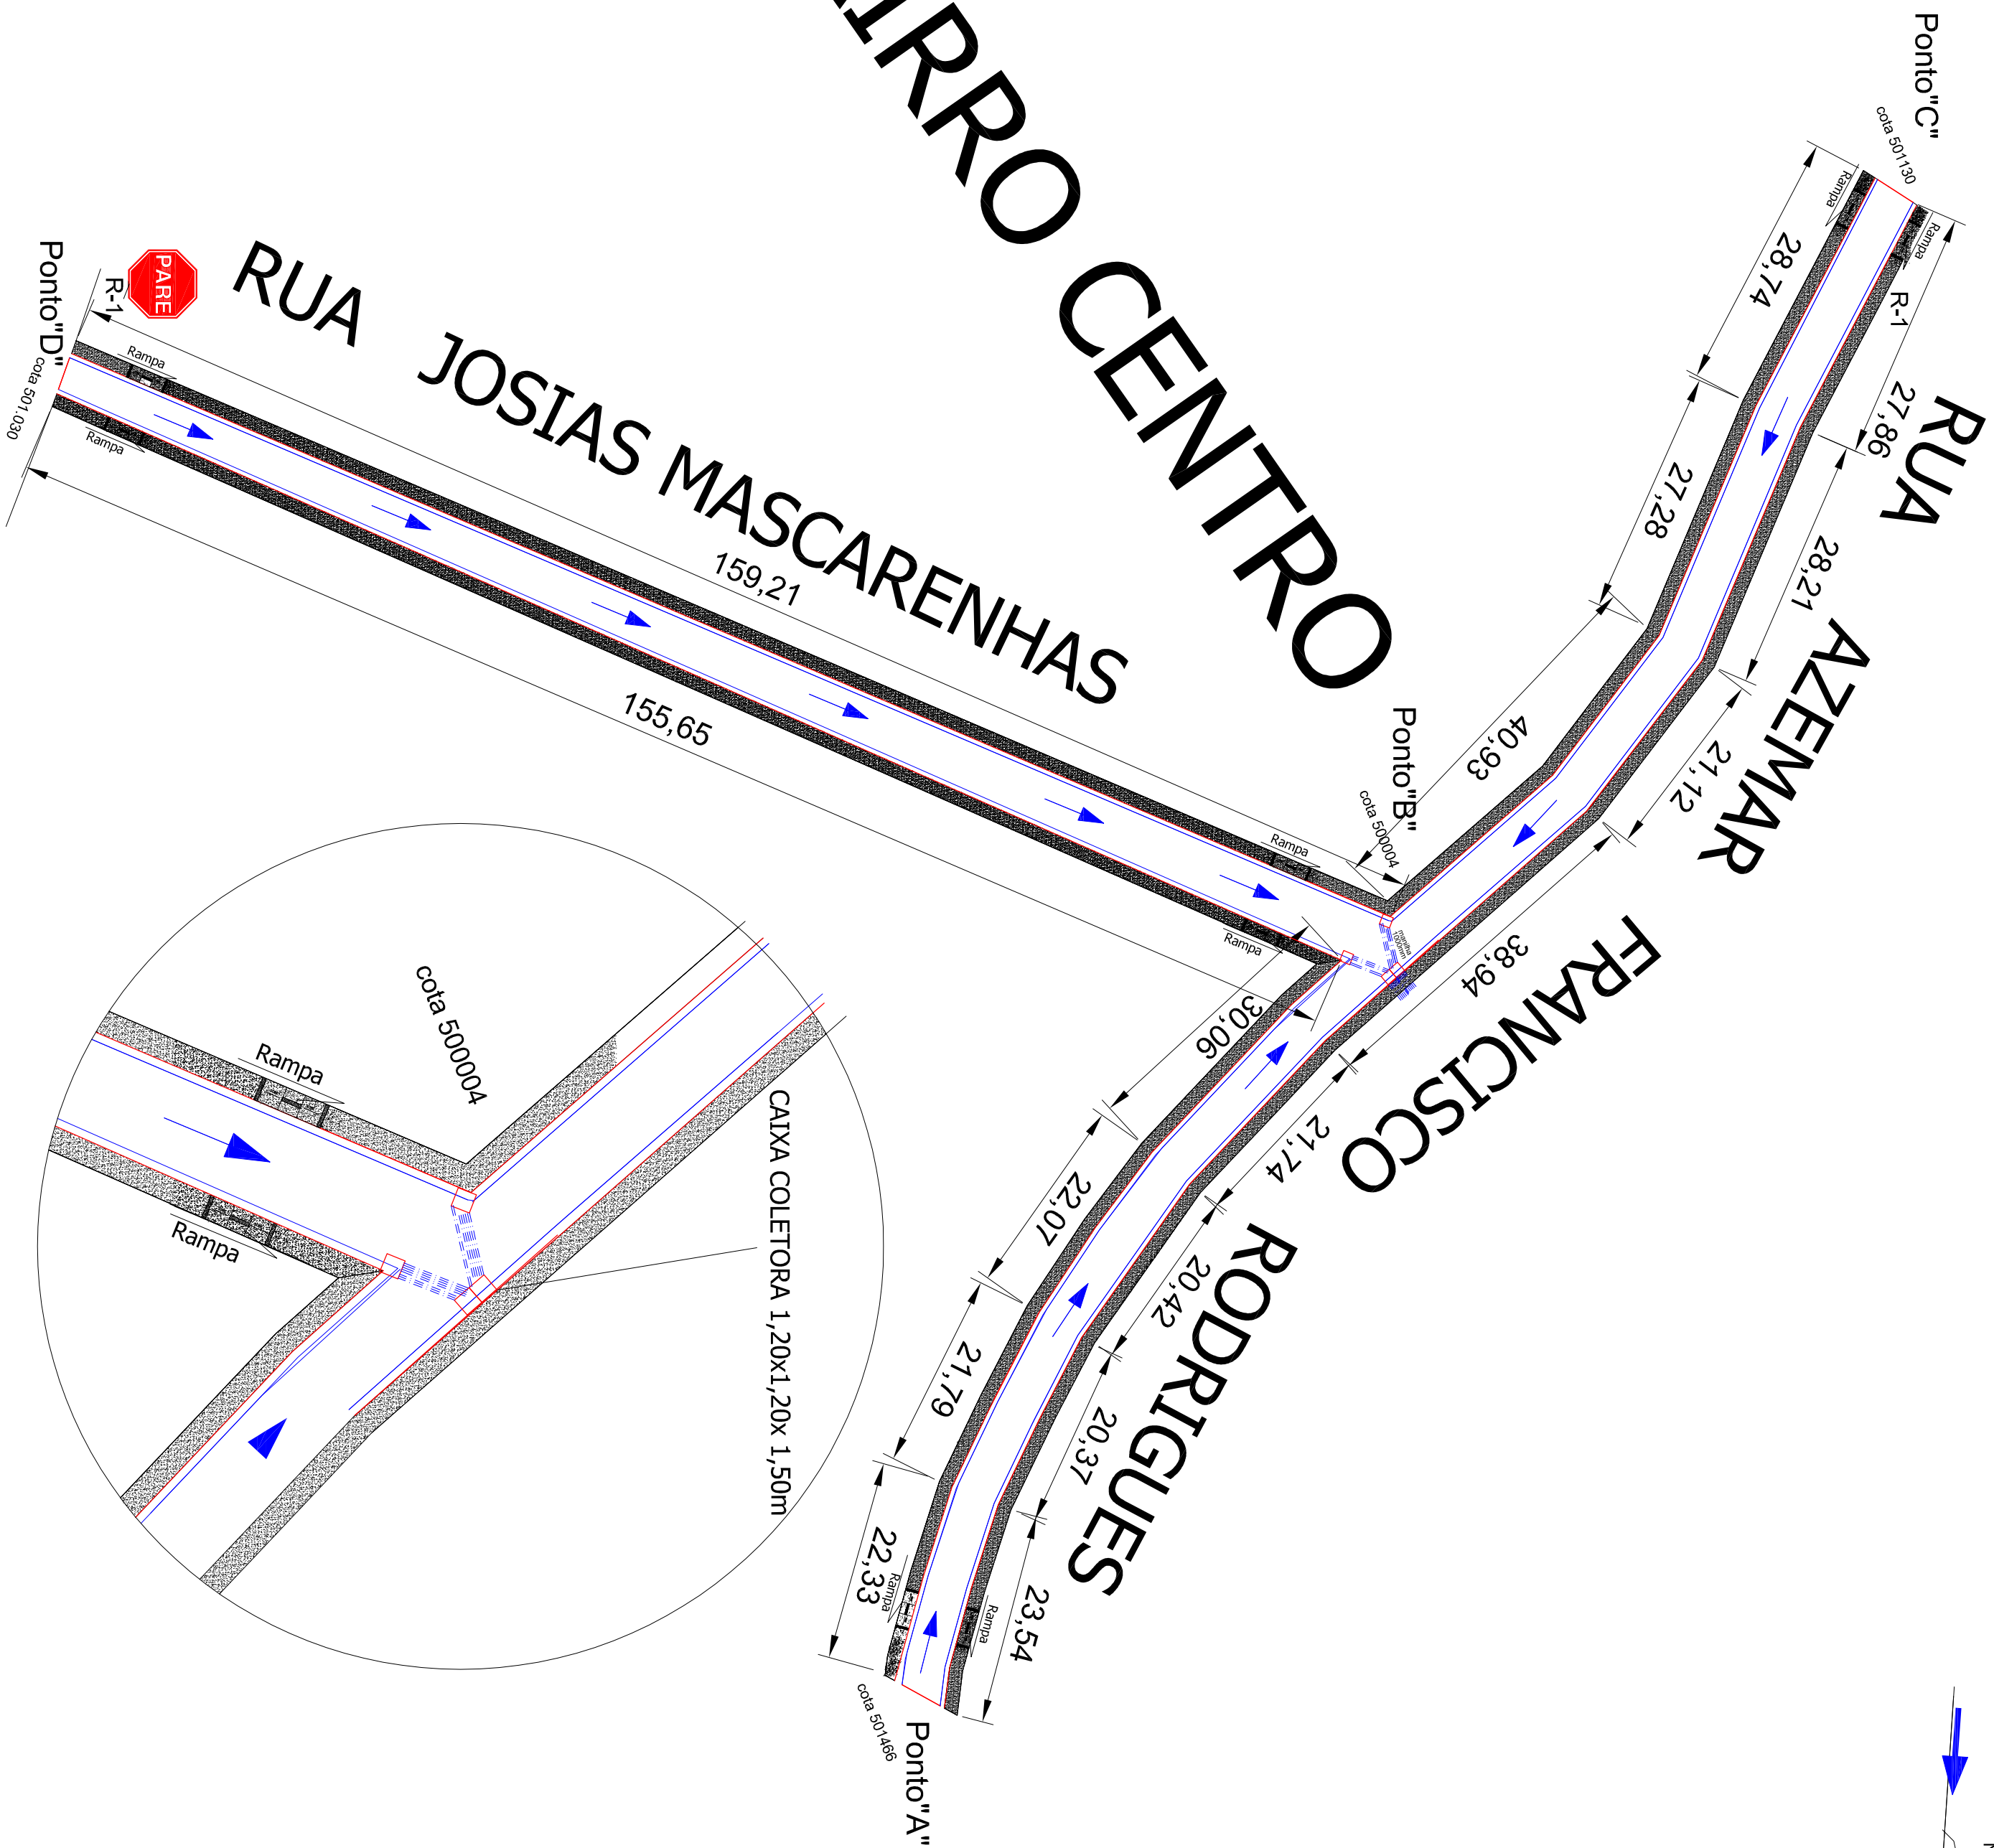 IRRO CENTRO
Ponto"C"
cota 501130
Rampa
Rampa
R-1
28,74
27,86
27,28
28,21
40,93
21,12
38,94
RUA AZEMAR FRANCISCO RODRIGUES
Ponto"D"
cota 501.030
R-1
PARE
RUA JOSIAS MASCARENHAS
Rampa
Rampa
159,21
155,65
Ponto"B"
cota 500004
Rampa
Rampa
manilha
1000mm
30,06
21,74
22,07
20,42
21,79
20,37
22,33
23,54
Rampa
Rampa
cota 501466
Ponto"A"
cota 500004
Rampa
Rampa
CAIXA COLETORA 1,20x1,20x 1,50m